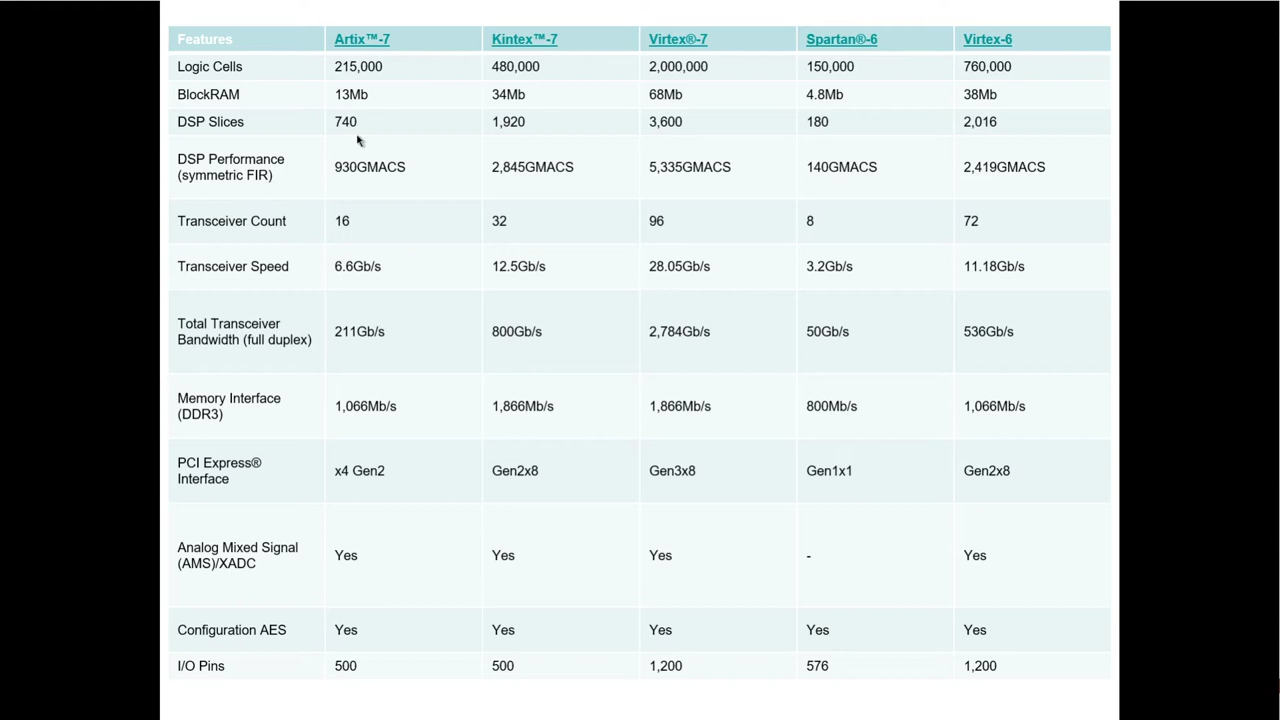 Features Artix™-7 Kintex™-7 Virtex®-7 Spartan®-6 Virtex-6
Logic Cells 215,000 480,000 2,000,000 150,000 760,000
BlockRAM 13Mb 34Mb 68Mb 4.8Mb 38Mb
DSP Slices 740 1,920 3,600 180 2,016
DSP Performance
(symmetric FIR) 930GMACS 2,845GMACS 5,335GMACS 140GMACS 2,419GMACS
Transceiver Count 16 32 96 8 72
Transceiver Speed 6.6Gb/s 12.5Gb/s 28.05Gb/s 3.2Gb/s 11.18Gb/s
Total Transceiver
Bandwidth (full duplex) 211Gb/s 800Gb/s 2,784Gb/s 50Gb/s 536Gb/s
Memory Interface
(DDR3) 1,066Mb/s 1,866Mb/s 1,866Mb/s 800Mb/s 1,066Mb/s
PCI Express®
Interface x4 Gen2 Gen2x8 Gen3x8 Gen1x1 Gen2x8
Analog Mixed Signal
(AMS)/XADC Yes Yes Yes - Yes
Configuration AES Yes Yes Yes Yes Yes
I/O Pins 500 500 1,200 576 1,200